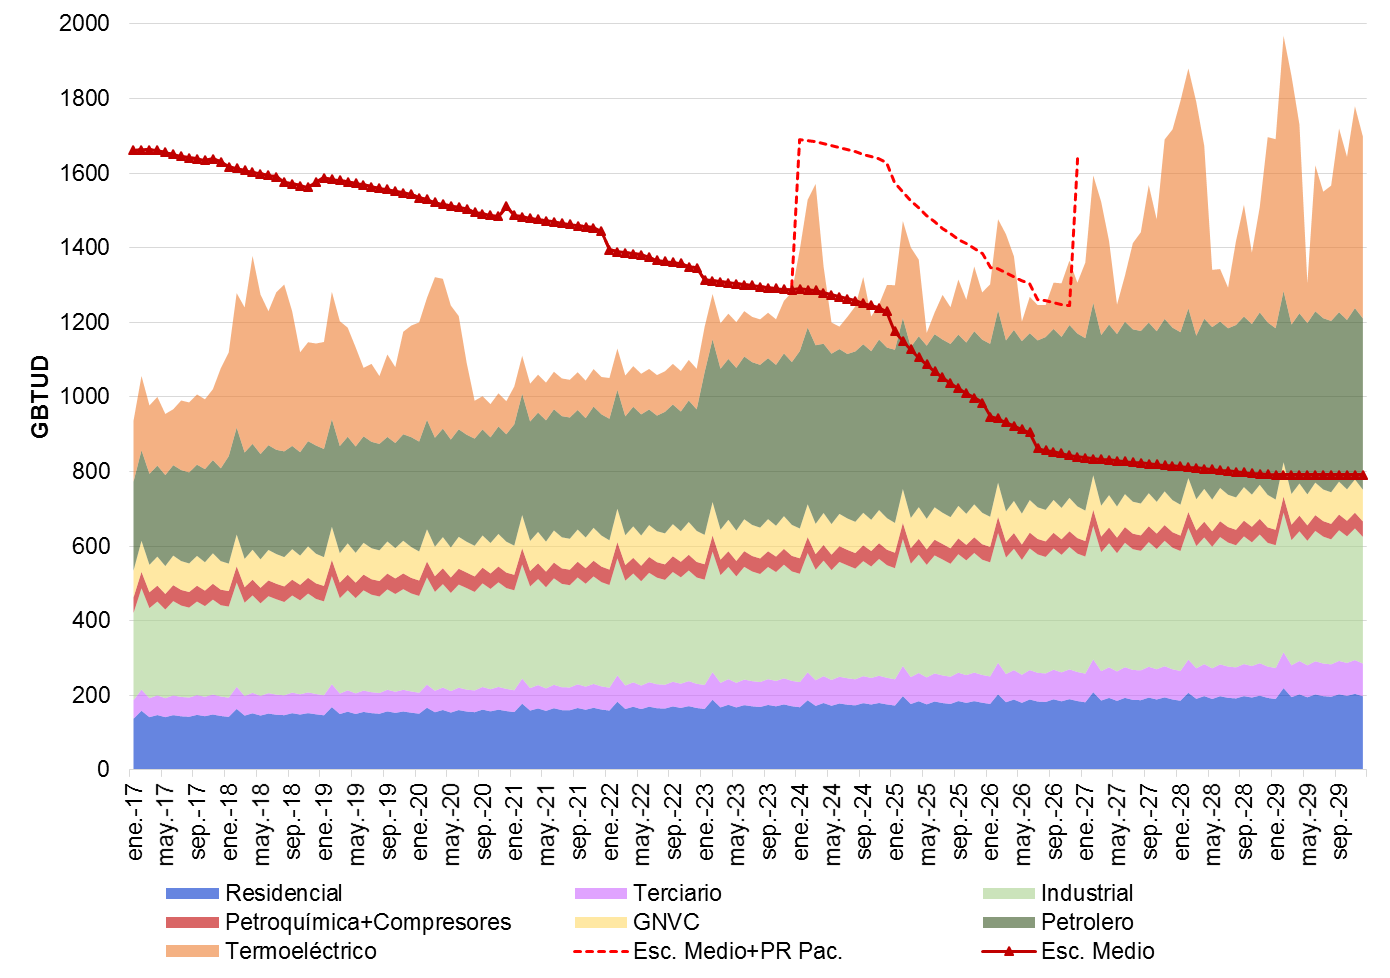 2000
1800
1600
1400
1200
1000
800
600
400
200
0
GBTUD
ene.-17
may.-17
sep.-17
ene.-18
may.-18
sep.-18
ene.-19
may.-19
sep.-19
ene.-20
may.-20
sep.-20
ene.-21
may.-21
sep.-21
ene.-22
may.-22
sep.-22
ene.-23
may.-23
sep.-23
ene.-24
may.-24
sep.-24
ene.-25
may.-25
sep.-25
ene.-26
may.-26
sep.-26
ene.-27
may.-27
sep.-27
ene.-28
may.-28
sep.-28
ene.-29
may.-29
sep.-29
Residencial Terciario Industrial
Petroquímica+Compresores GNVC Petrolero
Termoeléctrico Esc. Medio+PR Pac. Esc. Medio